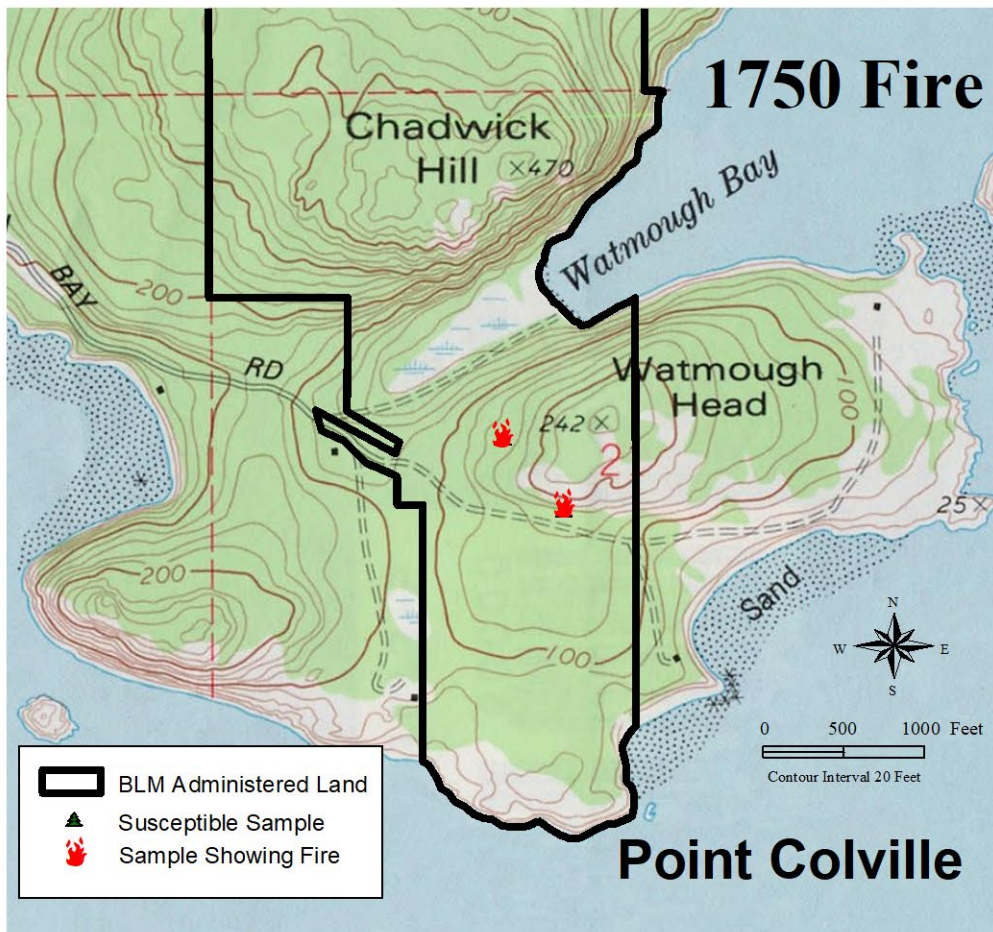 1750 Fire
Chadwick
Hill ×470
Watmough Bay
BAY
200
RD
Watmough
Head
100
242 ×
2
25 ×
200
Sand
100
N
W E
S
0 500 1000 Feet
Contour Interval 20 Feet
BLM Administered Land
Susceptible Sample
Sample Showing Fire
Point Colville